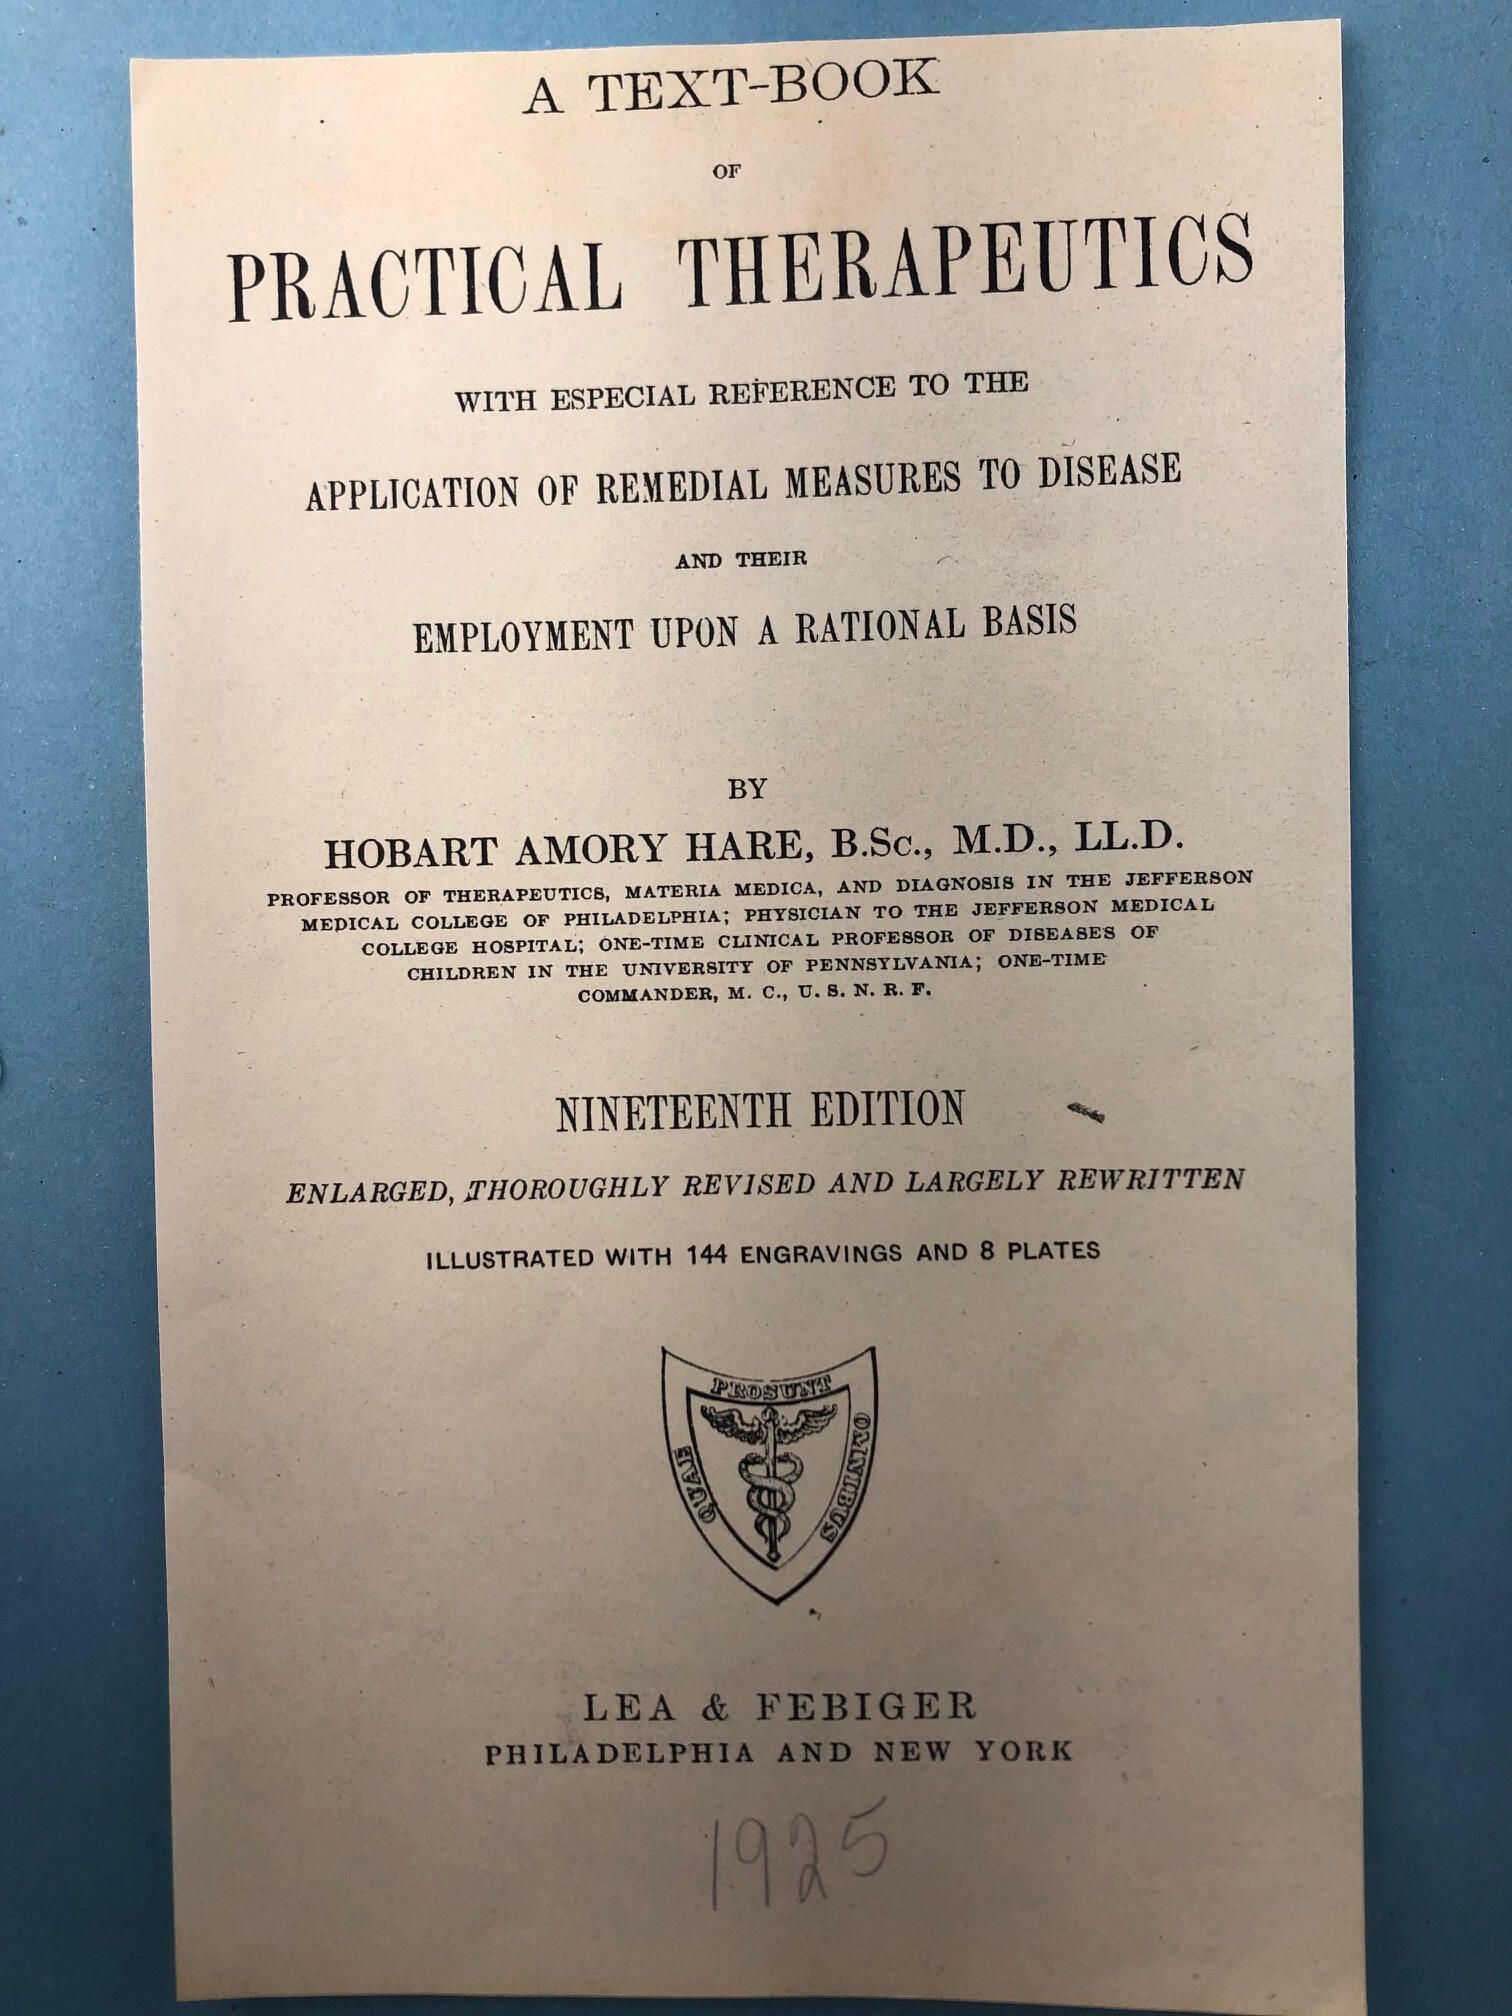 A TEXT-BOOK
OF
PRACTICAL THERAPEUTICS
WITH ESPECIAL REFERENCE TO THE
APPLICATION OF REMEDIAL MEASURES TO DISEASE
AND THEIR
EMPLOYMENT UPON A RATIONAL BASIS
BY
HOBART AMORY HARE, B.Sc., M.D., LL.D.
PROFESSOR OF THERAPEUTICS, MATERIA MEDICA, AND DIAGNOSIS IN THE JEFFERSON
MEDICAL COLLEGE OF PHILADELPHIA; PHYSICIAN TO THE JEFFERSON MEDICAL
COLLEGE HOSPITAL; ONE-TIME CLINICAL PROFESSOR OF DISEASES OF
CHILDREN IN THE UNIVERSITY OF PENNSYLVANIA; ONE-TIME
COMMANDER, M. C., U. S. N. R. F.
NINETEENTH EDITION
ENLARGED, THOROUGHLY REVISED AND LARGELY REWRITTEN
ILLUSTRATED WITH 144 ENGRAVINGS AND 8 PLATES
QUAE PROSUNT OMNIBUS
LEA & FEBIGER
PHILADELPHIA AND NEW YORK
1925